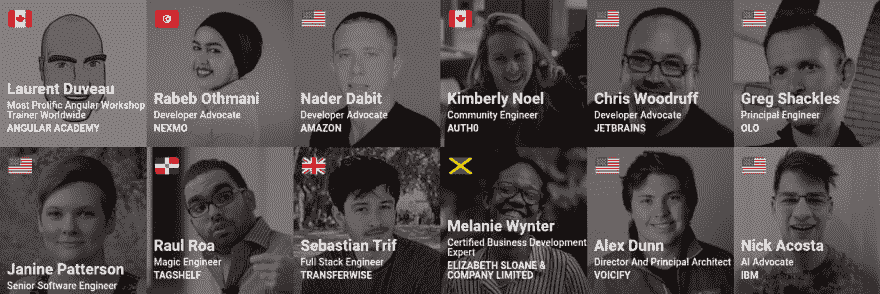 Laurent Duveau
Most Prolific Angular Workshop
Trainer Worldwide
ANGULAR ACADEMY
Rabeb Othmani
Developer Advocate
NEXMO
Nader Dabit
Developer Advocate
AMAZON
Kimberly Noel
Community Engineer
AUTH0
Chris Woodruff
Developer Advocate
JETBRAINS
Greg Shackles
Principal Engineer
OLO
Janine Patterson
Senior Software Engineer
Raul Roa
Magic Engineer
TAGSHELF
Sebastian Trif
Full Stack Engineer
TRANSFERWISE
Melanie Wynter
Certified Business Development
Expert
ELIZABETH SLOANE &
COMPANY LIMITED
Alex Dunn
Director And Principal Architect
VOICIFY
Nick Acosta
AI Advocate
IBM